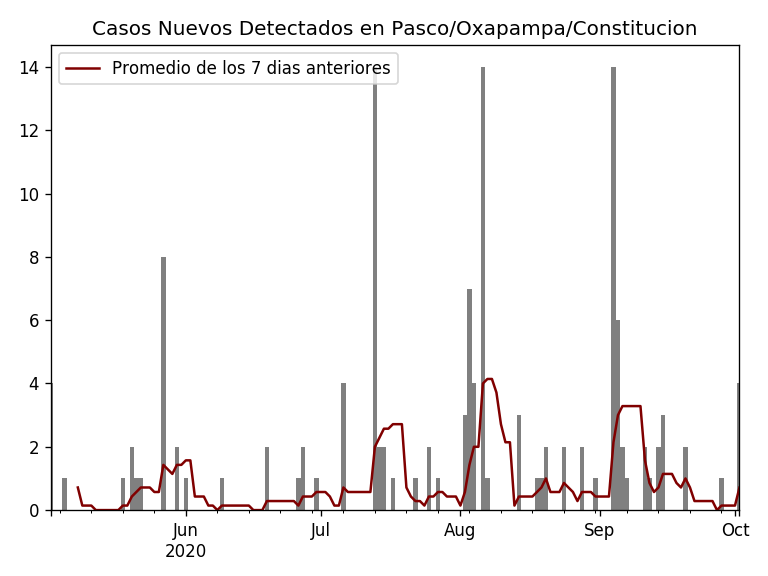 Casos Nuevos Detectados en Pasco/Oxapampa/Constitucion
Promedio de los 7 dias anteriores
14
12
10
8
6
4
2
0
Jun
2020
Jul
Aug
Sep
Oct